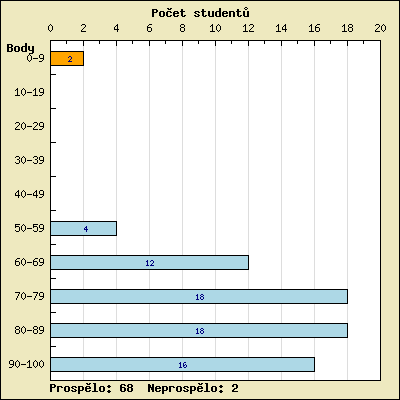 Počet studentů
0 2 4 6 8 10 12 14 16 18 20
Body
0-9 2
10-19
20-29
30-39
40-49
50-59 4
60-69 12
70-79 18
80-89 18
90-100 16
Prospělo: 68 Neprospělo: 2